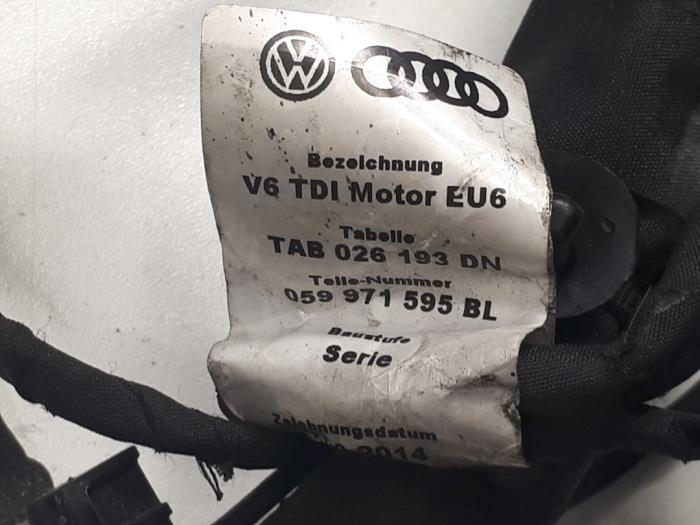 Bezeichnung
V6 TDI Motor EU6
Tabelle
TAB 026 193 DN
Teile-Nummer
059 971 595 BL
Baustufe
Serie
Zeichnungsdatum
2014